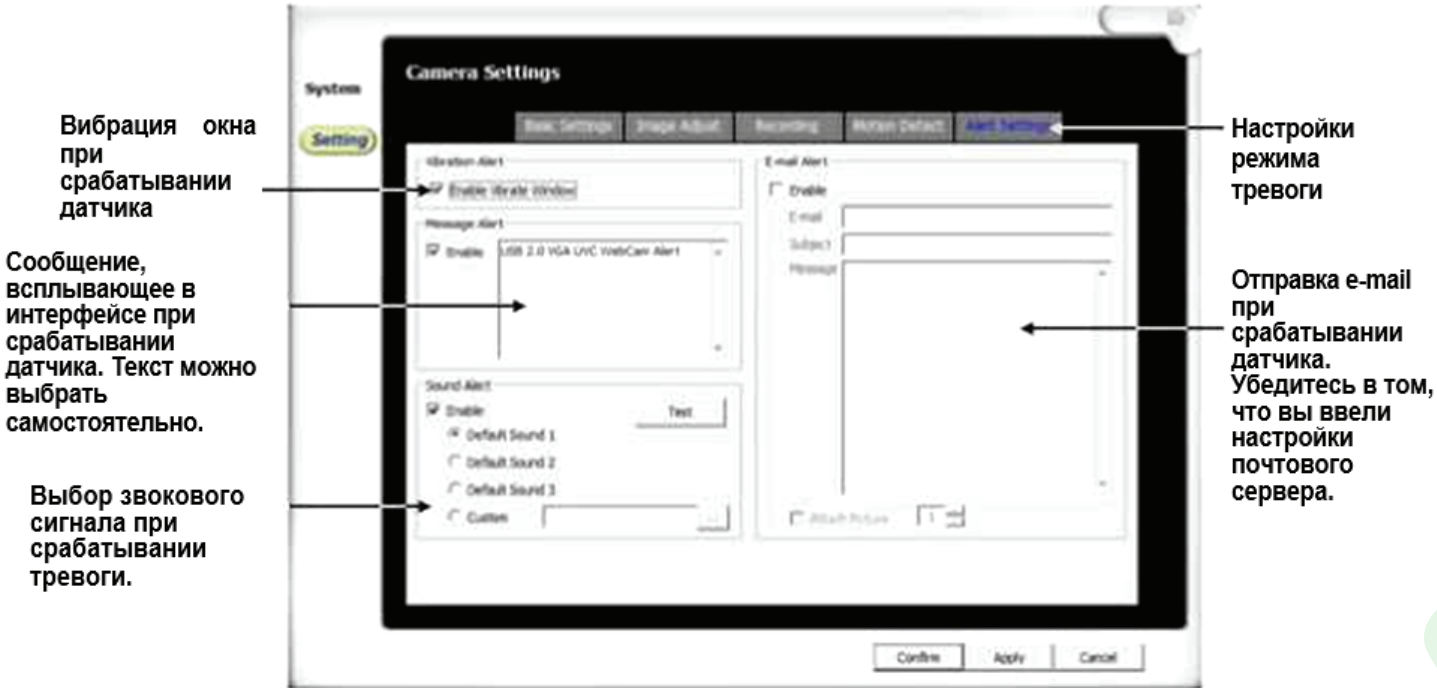 Вибрация окна
при
срабатывании
датчика
Сообщение,
всплывающее в
интерфейсе при
срабатывании
датчика. Текст можно
выбрать
самостоятельно.
Выбор звокового
сигнала при
срабатывании
тревоги.
System
Setting
Camera Settings
Basic Settings
Image Adjust
Recording
Motion Detect
Alert Settings
Vibration Alert
Enable Vibrate Window
Message Alert
Enable
USB 2.0 VGA UVC WebCam Alert
Sound Alert
Enable
Test
Default Sound 1
Default Sound 2
Default Sound 3
Custom
E-mail Alert
Enable
E-mail
Subject
Message
Attach Picture
1
Confirm
Apply
Cancel
Настройки
режима
тревоги
Отправка e-mail
при
срабатывании
датчика.
Убедитесь в том,
что вы ввели
настройки
почтового
сервера.